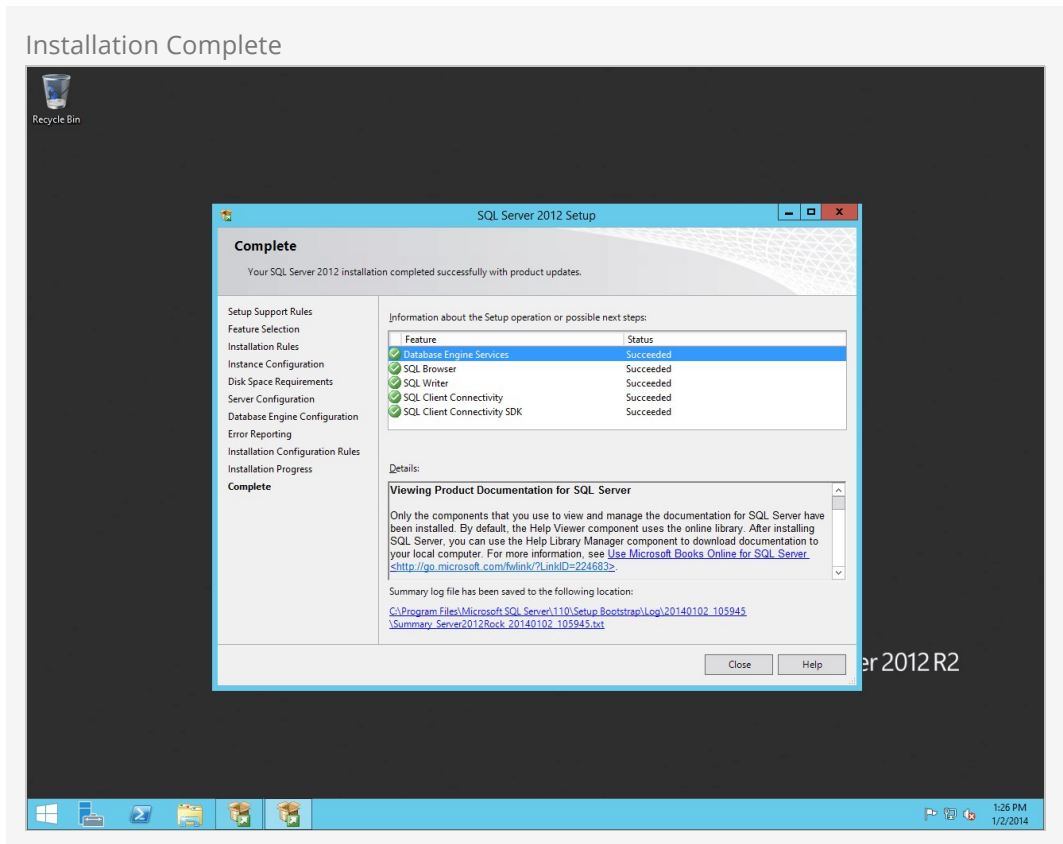 Installation Complete
Recycle Bin
SQL Server 2012 Setup
Complete
Your SQL Server 2012 installation completed successfully with product updates.
Setup Support Rules
Feature Selection
Installation Rules
Instance Configuration
Disk Space Requirements
Server Configuration
Database Engine Configuration
Error Reporting
Installation Configuration Rules
Installation Progress
Complete
Information about the Setup operation or possible next steps:
Feature Status
Database Engine Services Succeeded
SQL Browser Succeeded
SQL Writer Succeeded
SQL Client Connectivity Succeeded
SQL Client Connectivity SDK Succeeded
Details:
Viewing Product Documentation for SQL Server
Only the components that you use to view and manage the documentation for SQL Server have
been installed. By default, the Help Viewer component uses the online library. After installing
SQL Server, you can use the Help Library Manager component to download documentation to
your local computer. For more information, see Use Microsoft Books Online for SQL Server
<http://go.microsoft.com/fwlink/?LinkID=224683>.
Summary log file has been saved to the following location:
C:\Program Files\Microsoft SQL Server\110\Setup Bootstrap\Log\20140102_105945
\Summary_Server2012Rock_20140102_105945.txt
Close Help
er 2012 R2
1:26 PM
1/2/2014